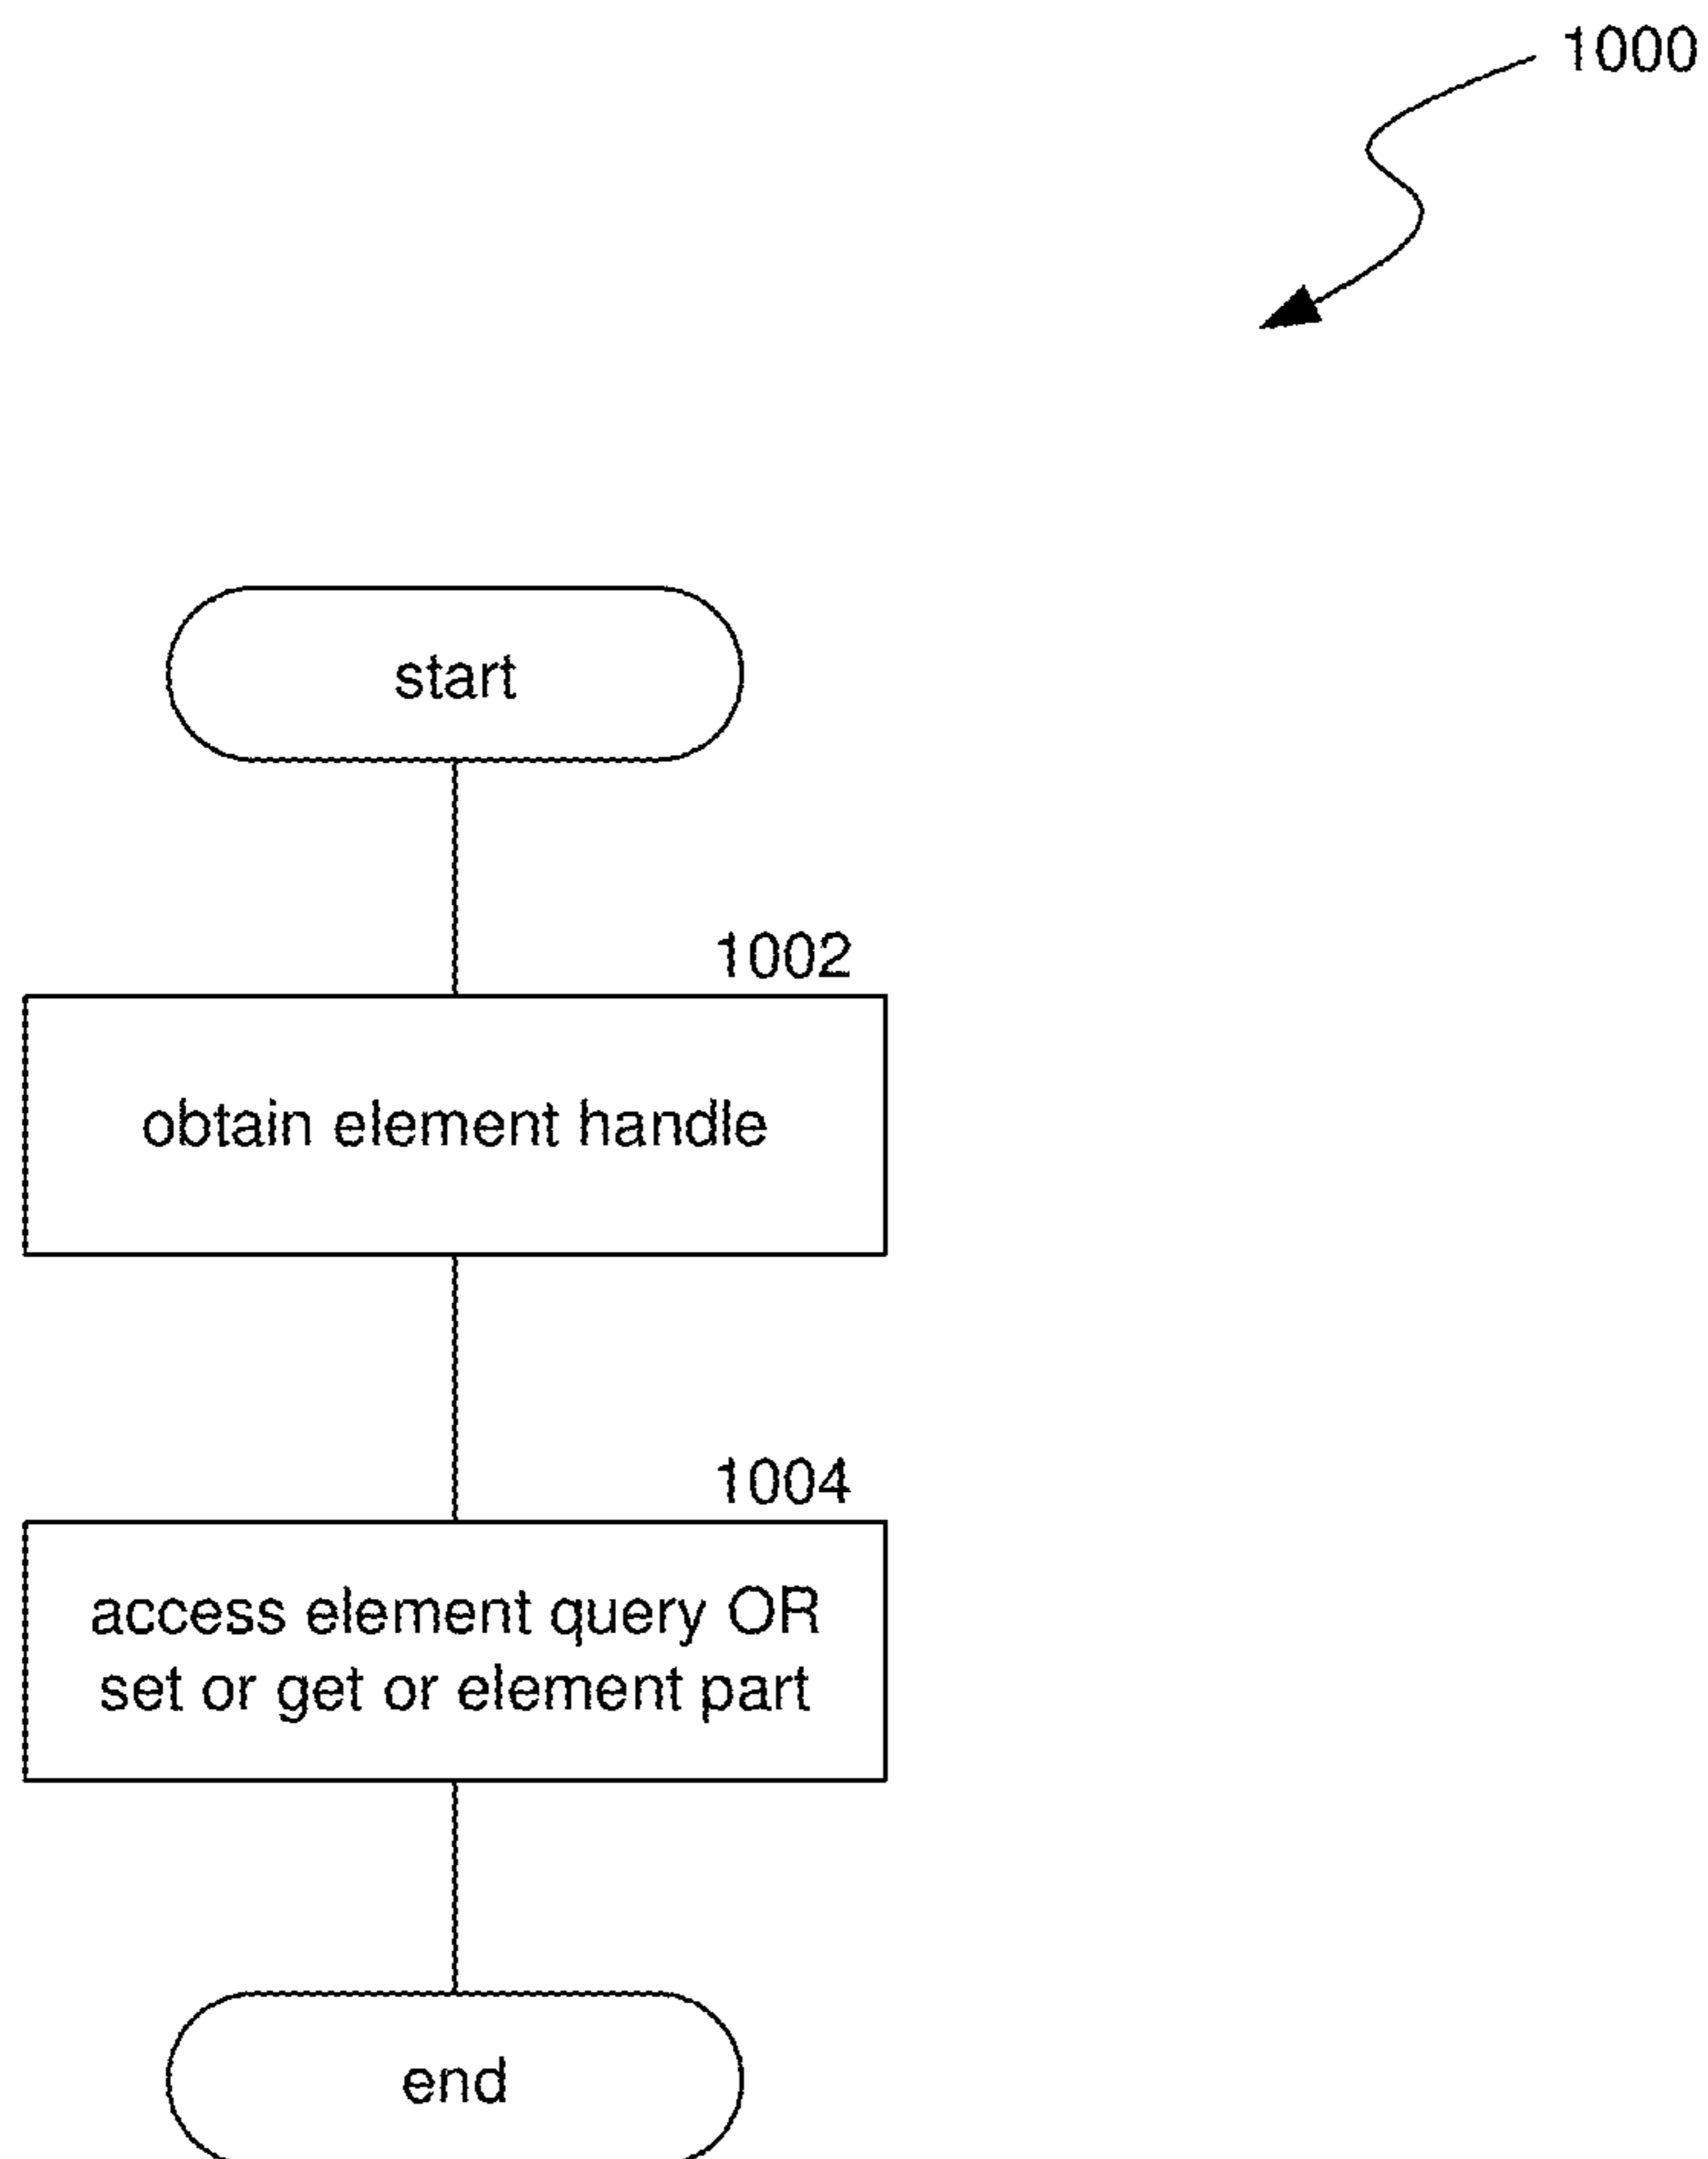 1000
start
1002
obtain element handle
1004
access element query OR
set or get or element part
end